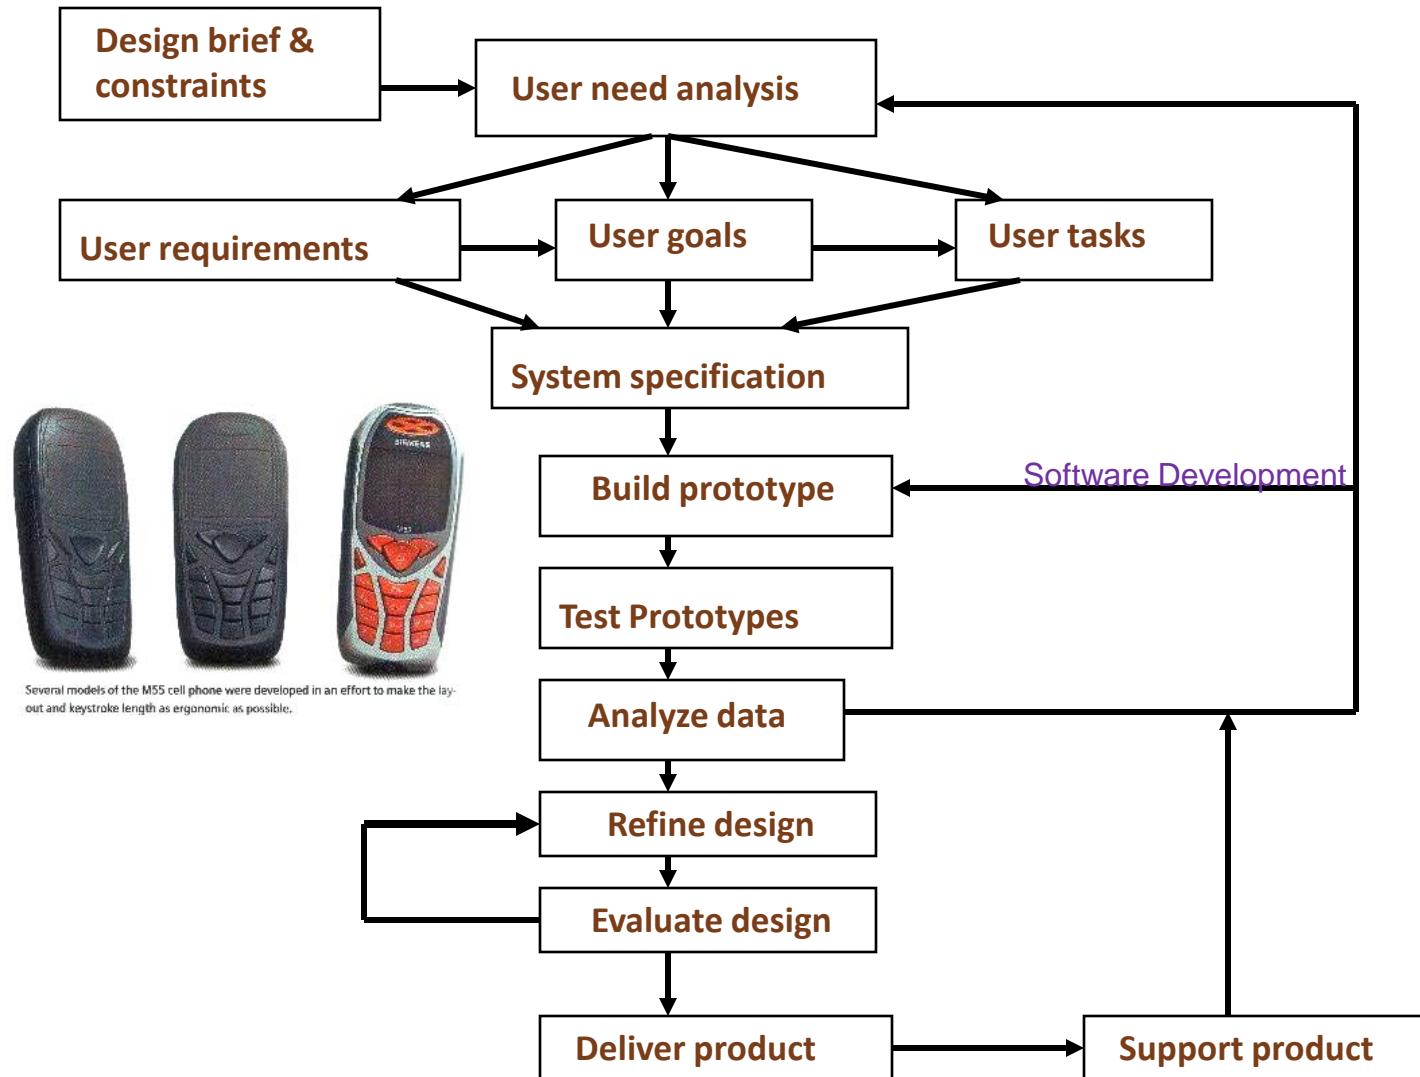 Design brief &
constraints
User need analysis
User requirements
User goals
User tasks
System specification
SIEMENS
Build prototype
Software Development
Test Prototypes
Several models of the M55 cell phone were developed in an effort to make the lay-
out and keystroke length as ergonomic as possible.
Analyze data
Refine design
Evaluate design
Deliver product
Support product